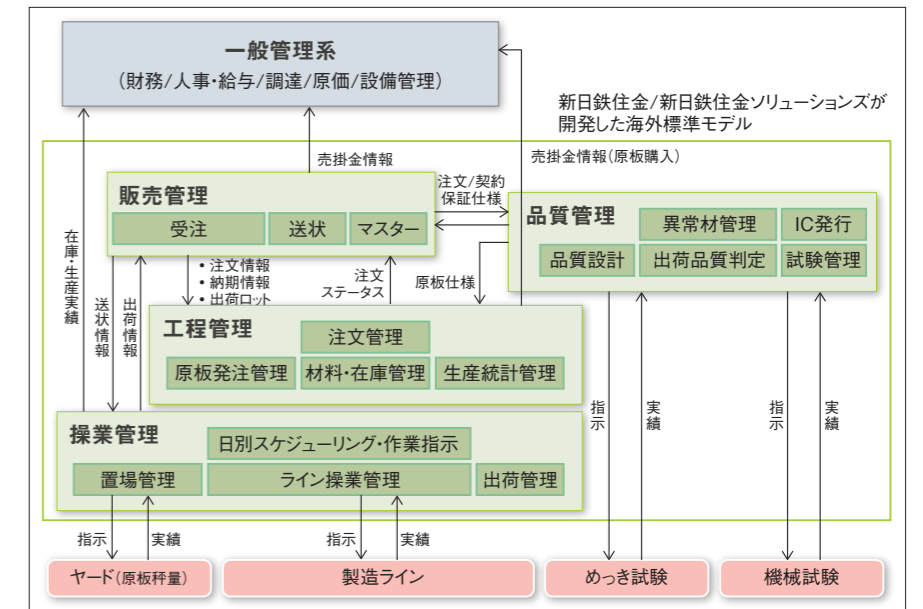 一般管理系
（財務/人事・給与/調達/原価/設備管理）
新日鉄住金/新日鉄住金ソリューションズが
開発した海外標準モデル
売掛金情報
売掛金情報（原板購入）
販売管理
受注
送状
マスター
注文/契約
保証仕様
品質管理
異常材管理
IC発行
品質設計
出荷品質判定
試験管理
在庫・生産実績
送状情報
出荷情報
• 注文情報
• 納期情報
• 出荷ロット
注文
ステータス
原板仕様
工程管理
注文管理
原板発注管理
材料・在庫管理
生産統計管理
操業管理
日別スケジューリング・作業指示
置場管理
ライン操業管理
出荷管理
指示
実績
指示
実績
指示
実績
指示
実績
ヤード（原板秤量）
製造ライン
めっき試験
機械試験